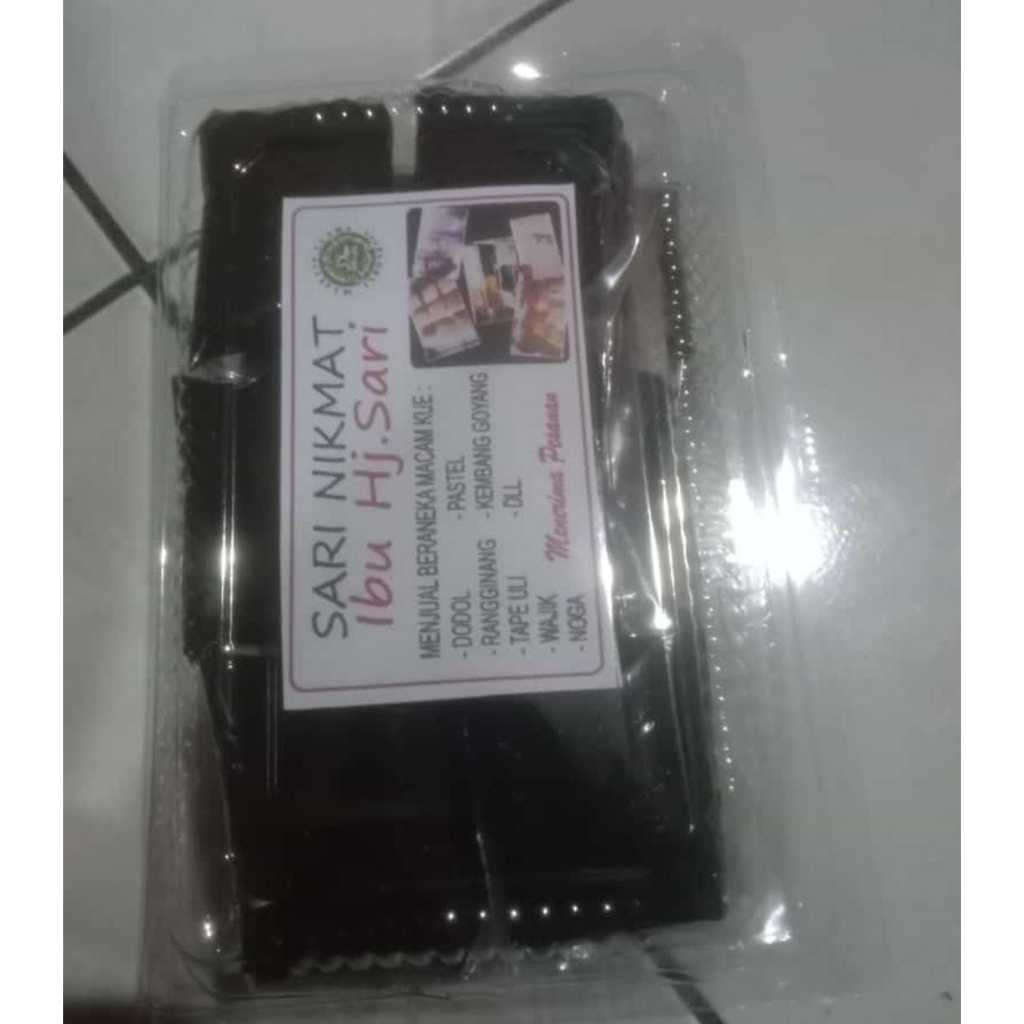 SARI NIKMAT
Ibu Hj.Sari
MENJUAL BERANEKA MACAM KUE :
- DODOL - PASTEL
- RANGGINANG - KEMBANG GOYANG
- TAPE ULI - DLL
- WAJIK
- NOGA
Menerima Pesanan